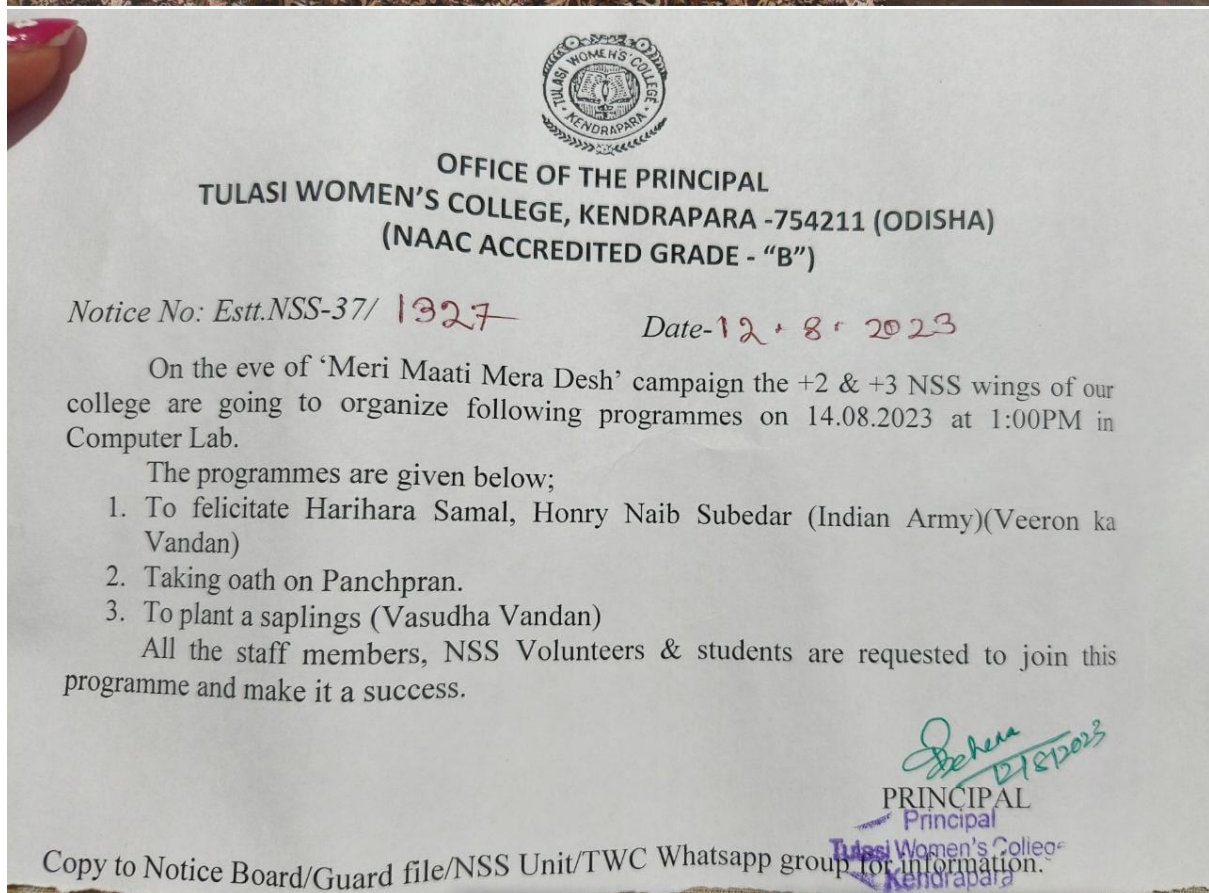 TULASI WOMEN'S COLLEGE
KENDRAPARA
OFFICE OF THE PRINCIPAL
TULASI WOMEN'S COLLEGE, KENDRAPARA -754211 (ODISHA)
(NAAC ACCREDITED GRADE - “B”)
Notice No: Estt.NSS-37/ 1327 Date-12.8.2023
On the eve of ‘Meri Maati Mera Desh’ campaign the +2 & +3 NSS wings of our
college are going to organize following programmes on 14.08.2023 at 1:00PM in
Computer Lab.
The programmes are given below;
1. To felicitate Harihara Samal, Honry Naib Subedar (Indian Army)(Veeron ka
Vandan)
2. Taking oath on Panchpran.
3. To plant a saplings (Vasudha Vandan)
All the staff members, NSS Volunteers & students are requested to join this
programme and make it a success.
Behera
12/8/2023
PRINCIPAL
Principal
Tulasi Women's College
Kendrapara
Copy to Notice Board/Guard file/NSS Unit/TWC Whatsapp group for information.